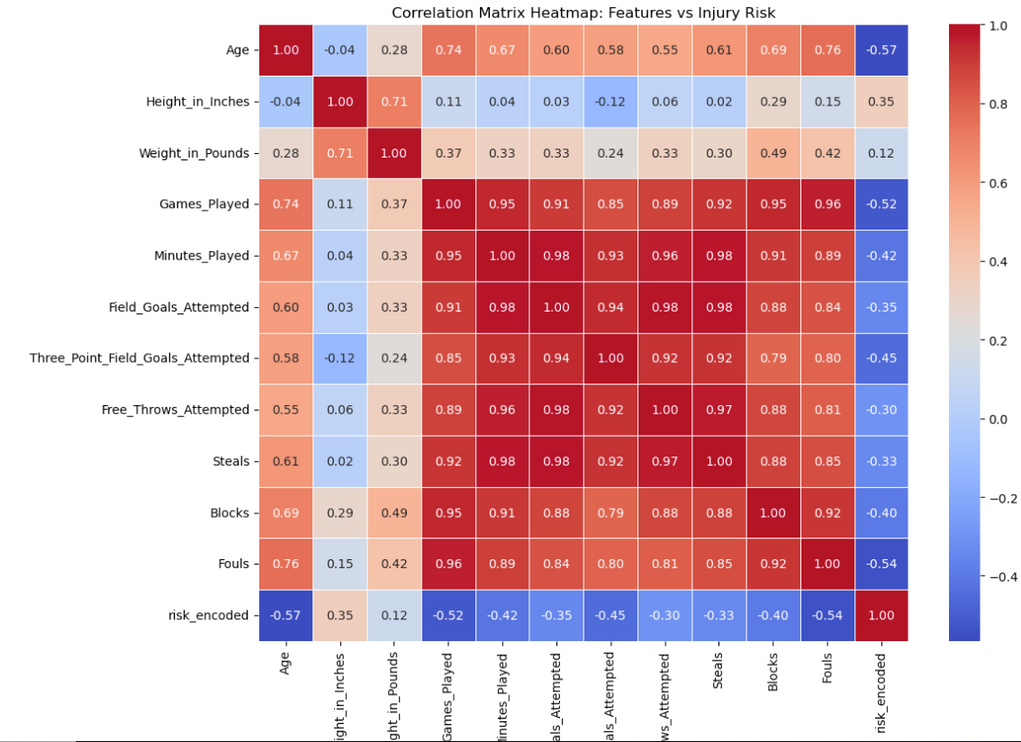 Correlation Matrix Heatmap: Features vs Injury Risk
Age 1.00 -0.04 0.28 0.74 0.67 0.60 0.58 0.55 0.61 0.69 0.76 -0.57
Height_in_Inches -0.04 1.00 0.71 0.11 0.04 0.03 -0.12 0.06 0.02 0.29 0.15 0.35
Weight_in_Pounds 0.28 0.71 1.00 0.37 0.33 0.33 0.24 0.33 0.30 0.49 0.42 0.12
Games_Played 0.74 0.11 0.37 1.00 0.95 0.91 0.85 0.89 0.92 0.95 0.96 -0.52
Minutes_Played 0.67 0.04 0.33 0.95 1.00 0.98 0.93 0.96 0.98 0.91 0.89 -0.42
Field_Goals_Attempted 0.60 0.03 0.33 0.91 0.98 1.00 0.94 0.98 0.98 0.88 0.84 -0.35
Three_Point_Field_Goals_Attempted 0.58 -0.12 0.24 0.85 0.93 0.94 1.00 0.92 0.92 0.79 0.80 -0.45
Free_Throws_Attempted 0.55 0.06 0.33 0.89 0.96 0.98 0.92 1.00 0.97 0.88 0.81 -0.30
Steals 0.61 0.02 0.30 0.92 0.98 0.98 0.92 0.97 1.00 0.88 0.85 -0.33
Blocks 0.69 0.29 0.49 0.95 0.91 0.88 0.79 0.88 0.88 1.00 0.92 -0.40
Fouls 0.76 0.15 0.42 0.96 0.89 0.84 0.80 0.81 0.85 0.92 1.00 -0.54
risk_encoded -0.57 0.35 0.12 -0.52 -0.42 -0.35 -0.45 -0.30 -0.33 -0.40 -0.54 1.00
Age
ight_in_Inches
ght_in_Pounds
Games_Played
inutes_Played
als_Attempted
als_Attempted
ws_Attempted
Steals
Blocks
Fouls
risk_encoded
1.0
0.8
0.6
0.4
0.2
0.0
−0.2
−0.4